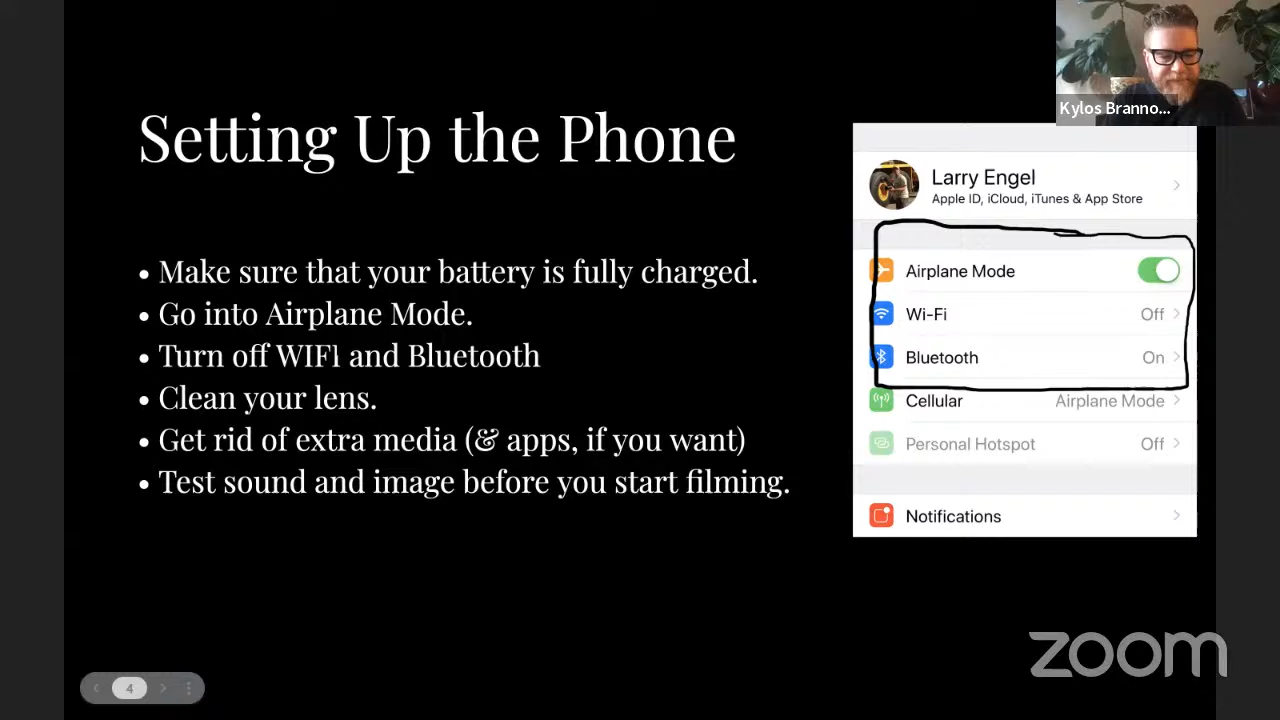 Kylos Branno...
Setting Up the Phone
• Make sure that your battery is fully charged.
• Go into Airplane Mode.
• Turn off WIFI and Bluetooth
• Clean your lens.
• Get rid of extra media (& apps, if you want)
• Test sound and image before you start filming.
Larry Engel
Apple ID, iCloud, iTunes & App Store
Airplane Mode
Wi-Fi Off
Bluetooth On
Cellular Airplane Mode
Personal Hotspot Off
Notifications
zoom
4